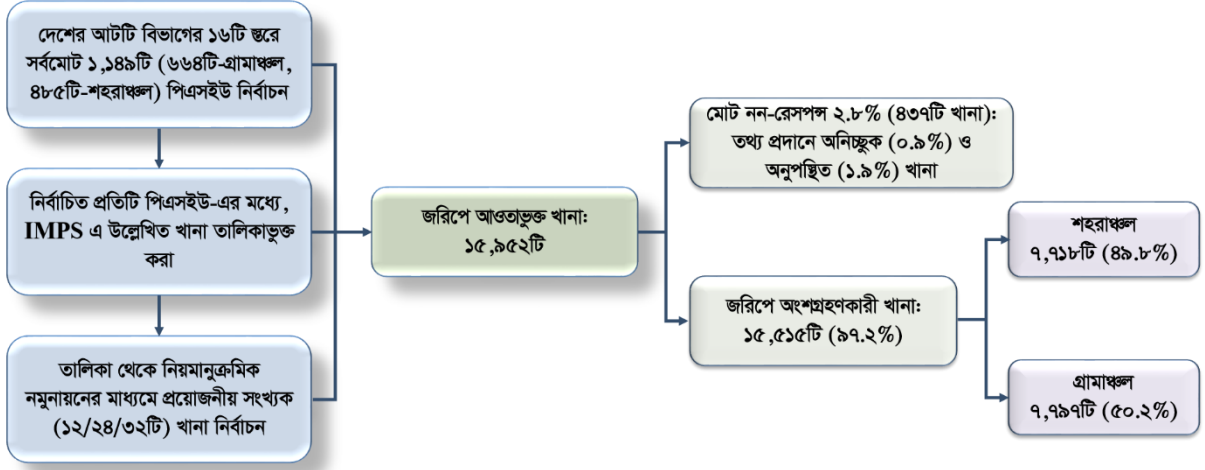 দেশের আটটি বিভাগের ১৬টি স্তরে
সর্বমোট ১,১৪৯টি (৬৬৪টি-গ্রামাঞ্চল,
৪৮৫টি-শহরাঞ্চল) পিএসইউ নির্বাচন
নির্বাচিত প্রতিটি পিএসইউ-এর মধ্যে,
IMPS এ উল্লেখিত খানা তালিকাভুক্ত
করা
তালিকা থেকে নিয়মানুক্রমিক
নমুনায়নের মাধ্যমে প্রয়োজনীয় সংখ্যক
(১২/২৪/৩২টি) খানা নির্বাচন
জরিপে আওতাভুক্ত খানা:
১৫,৯৫২টি
মোট নন-রেসপন্স ২.৮% (৪৩৭টি খানা):
তথ্য প্রদানে অনিচ্ছুক (০.৯%) ও
অনুপস্থিত (১.৯%) খানা
জরিপে অংশগ্রহণকারী খানা:
১৫,৫১৫টি (৯৭.২%)
শহরাঞ্চল
৭,৭১৮টি (৪৯.৮%)
গ্রামাঞ্চল
৭,৭৯৭টি (৫০.২%)